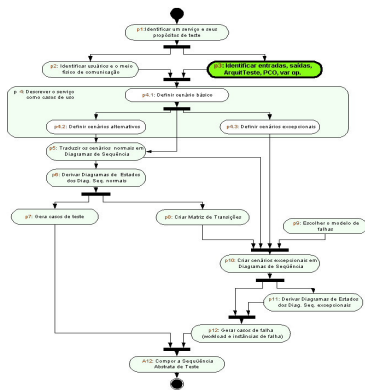 p1:Identificar um serviço e seus
propósitos de teste
p2: Identificar usuários e o meio
físico de comunicação
p3: Identificar entradas, saídas,
ArquiTeste, PCO, var op.
p 4: Descrever o serviço
como casos de uso
p4.1: Definir cenário básico
p4.2: Definir cenários alternativos
p4.3: Definir cenários excepcionais
p5: Traduzir os cenários normais em
Diagramas de Sequência
p6: Derivar Diagramas de Estados
dos Diag. Seq. normais
p7: Gera casos de teste
p8: Criar Matriz de Transições
p9: Escolher o modelo de
falhas
p10: Criar cenários excepcionais em
Diagramas de Seqüência
p11: Derivar Diagramas de Estados
dos Diag. Seq. excepcionais
p12: Gerar casos de falha
(workload e instâncias de falha)
A12: Compor a Seqüência
Abstrata de Teste